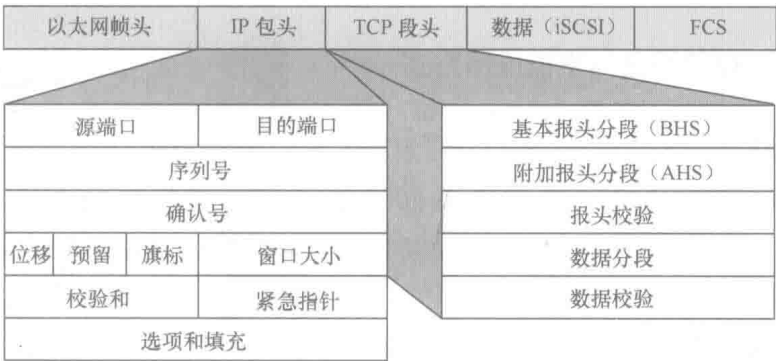 以太网帧头 IP 包头 TCP 段头 数据（iSCSI） FCS
源端口 目的端口
序列号
确认号
位移 预留 旗标 窗口大小
校验和 紧急指针
选项和填充
基本报头分段（BHS）
附加报头分段（AHS）
报头校验
数据分段
数据校验